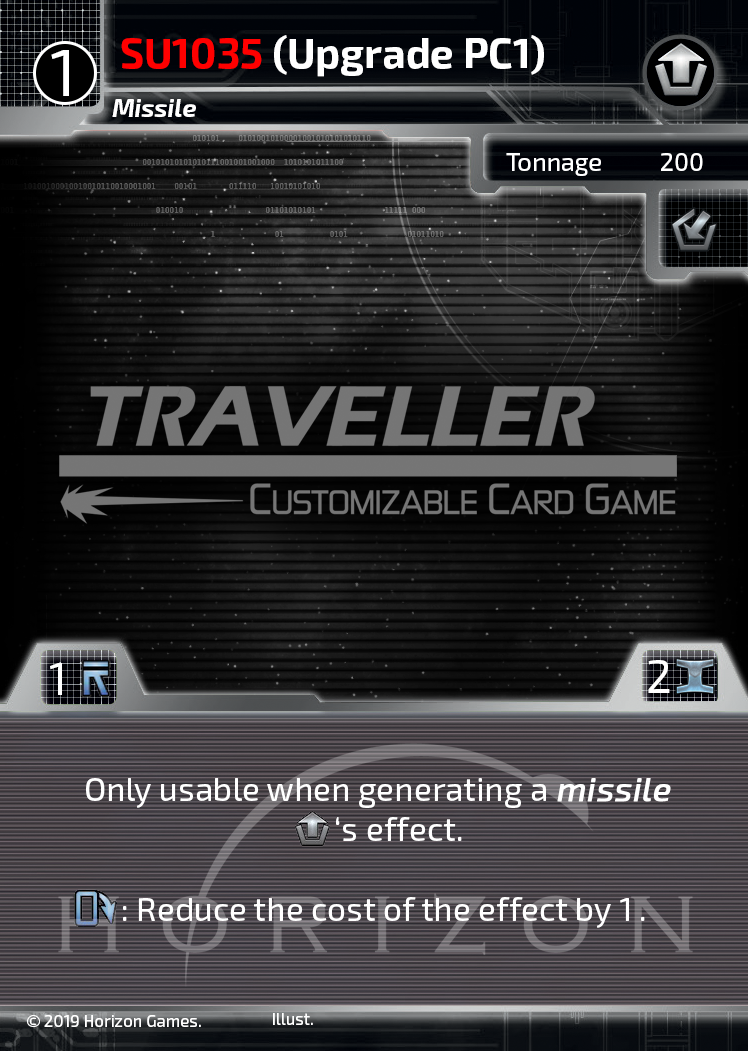 1
SU1035 (Upgrade PC1)
Missile
Tonnage 200
TRAVELLER
CUSTOMIZABLE CARD GAME
1
2
Only usable when generating a missile
‘s effect.
: Reduce the cost of the effect by 1 .
HORIZON
© 2019 Horizon Games.
Illust.